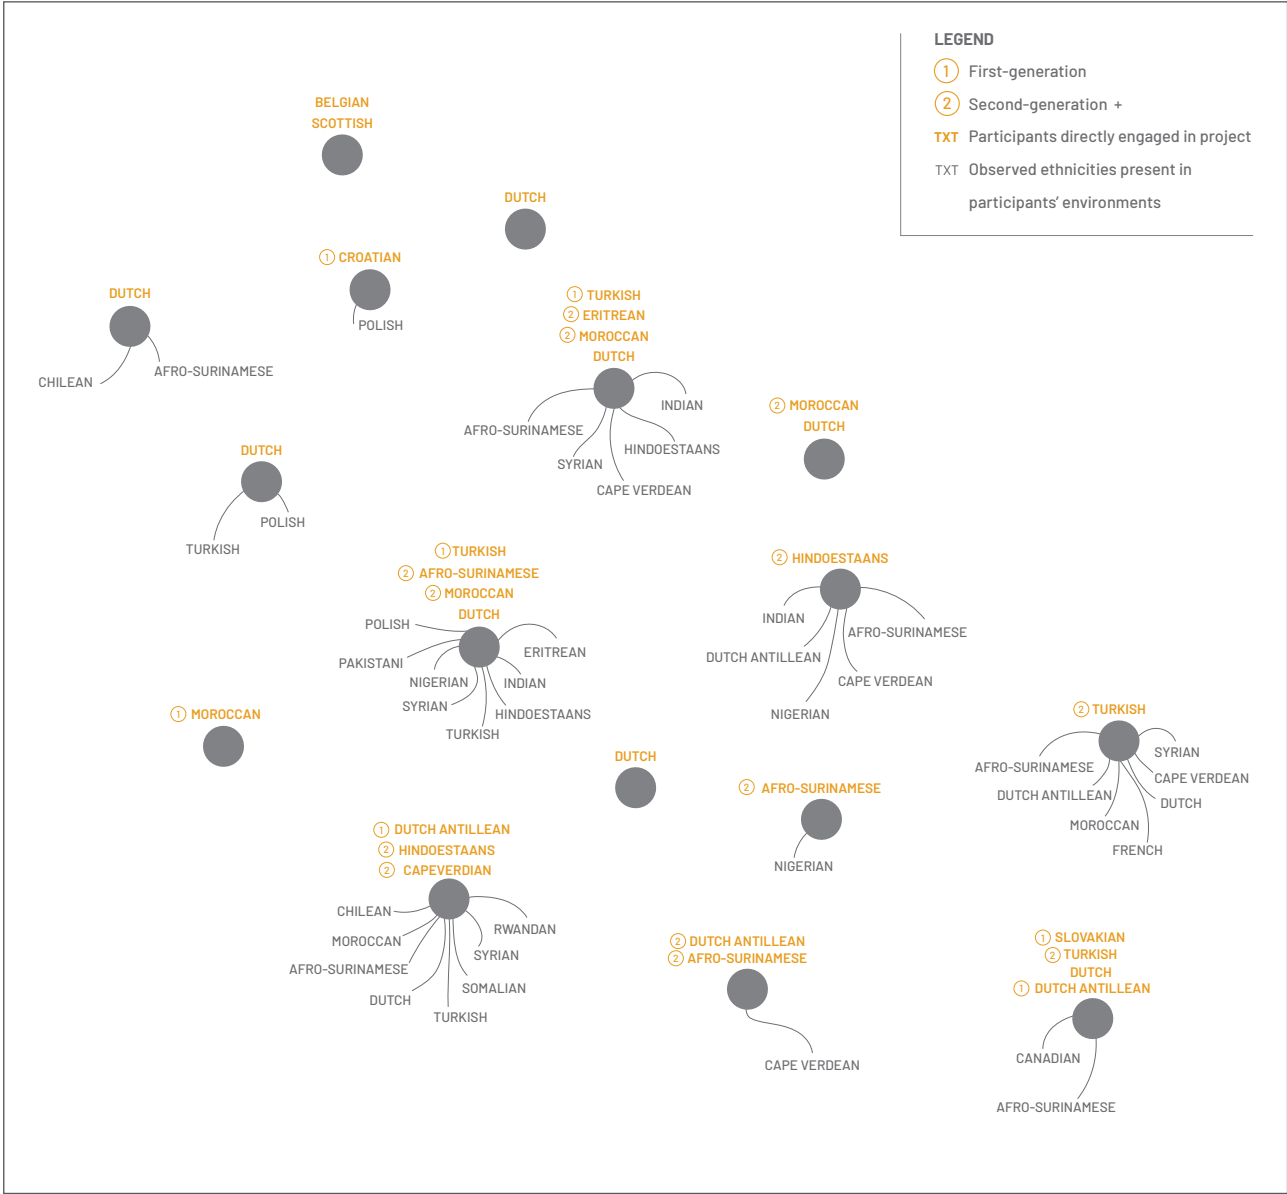 LEGEND
1 First-generation
2 Second-generation +
TXT Participants directly engaged in project
TXT Observed ethnicities present in
participants' environments
BELGIAN
SCOTTISH
DUTCH
1 CROATIAN
POLISH
DUTCH
CHILEAN
AFRO-SURINAMESE
1 TURKISH
2 ERITREAN
2 MOROCCAN
DUTCH
INDIAN
AFRO-SURINAMESE
HINDOESTAANS
SYRIAN
CAPE VERDEAN
2 MOROCCAN
DUTCH
DUTCH
POLISH
TURKISH
1 TURKISH
2 AFRO-SURINAMESE
2 MOROCCAN
DUTCH
POLISH
ERITREAN
PAKISTANI
NIGERIAN
INDIAN
SYRIAN
HINDOESTAANS
TURKISH
2 HINDOESTAANS
INDIAN
AFRO-SURINAMESE
DUTCH ANTILLEAN
CAPE VERDEAN
NIGERIAN
1 MOROCCAN
DUTCH
2 TURKISH
SYRIAN
AFRO-SURINAMESE
CAPE VERDEAN
DUTCH ANTILLEAN
DUTCH
MOROCCAN
FRENCH
2 AFRO-SURINAMESE
NIGERIAN
1 DUTCH ANTILLEAN
2 HINDOESTAANS
2 CAPEVERDIAN
CHILEAN
RWANDAN
MOROCCAN
SYRIAN
AFRO-SURINAMESE
SOMALIAN
DUTCH
TURKISH
2 DUTCH ANTILLEAN
2 AFRO-SURINAMESE
CAPE VERDEAN
1 SLOVAKIAN
2 TURKISH
DUTCH
1 DUTCH ANTILLEAN
CANADIAN
AFRO-SURINAMESE